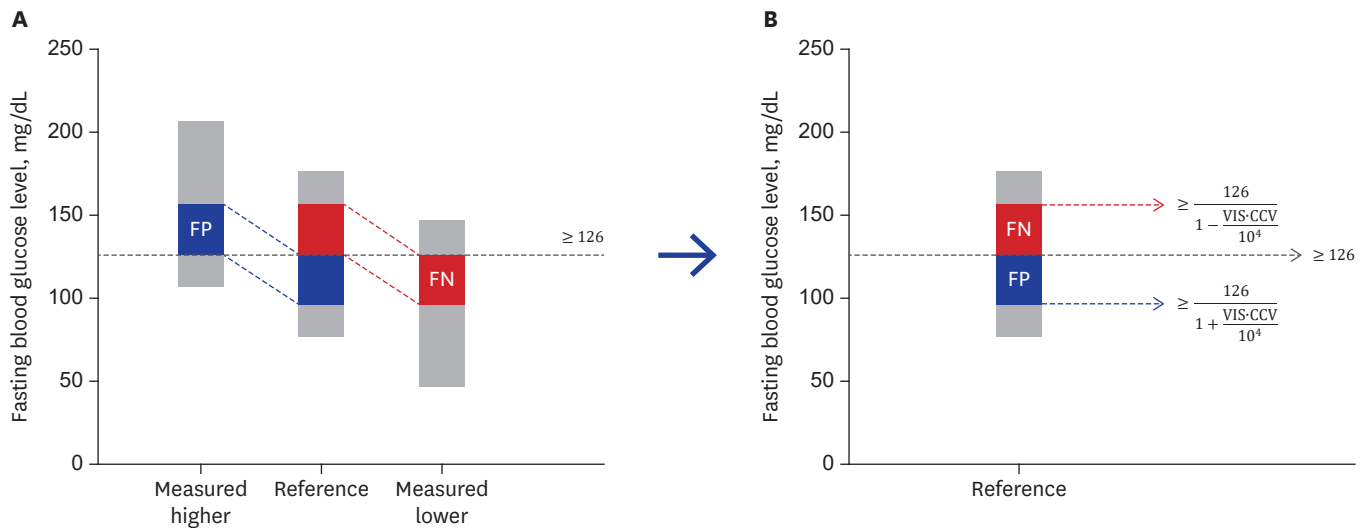 A
Fasting blood glucose level, mg/dL
250
200
150
100
50
0
FP
FN
≥ 126
Measured
higher
Reference
Measured
lower
B
Fasting blood glucose level, mg/dL
250
200
150
100
50
0
FN
FP
≥ 126 / (1 − VIS·CCV / 10⁴)
≥ 126
≥ 126 / (1 + VIS·CCV / 10⁴)
Reference